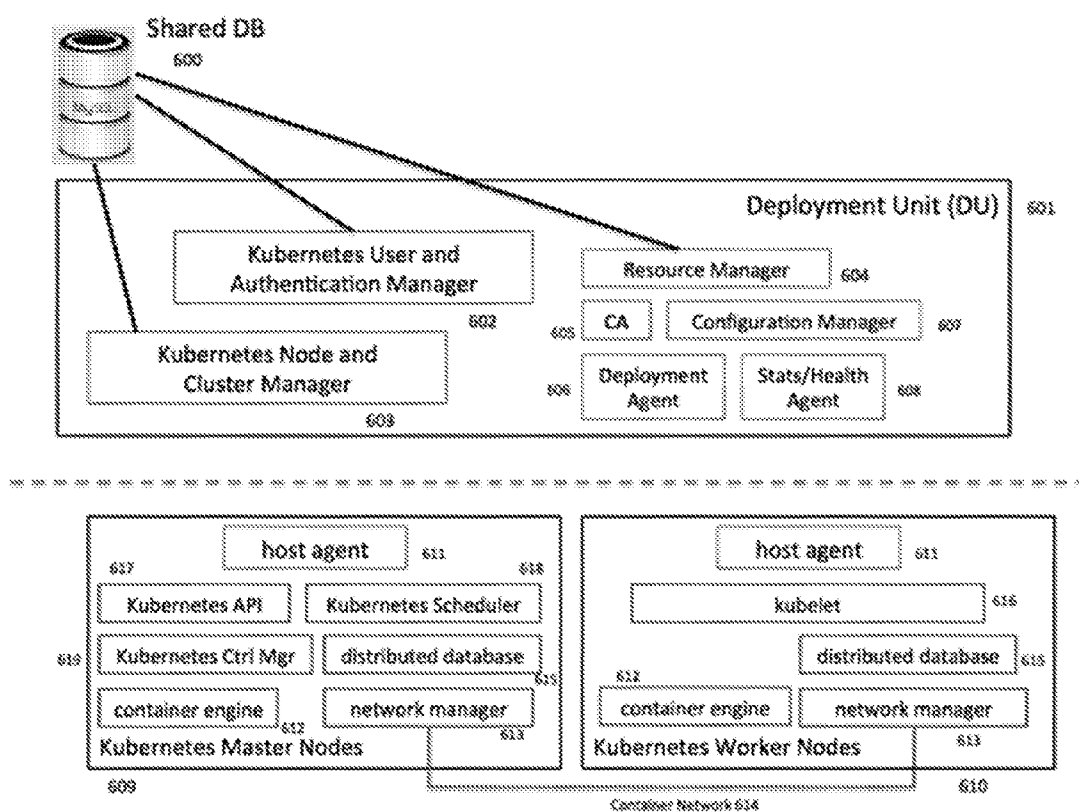 Shared DB
600
Deployment Unit (DU)
601
Kubernetes User and
Authentication Manager
602
Resource Manager
604
605
CA
Configuration Manager
607
Kubernetes Node and
Cluster Manager
603
606
Deployment
Agent
Stats/Health
Agent
608
host agent
611
617
618
Kubernetes API
Kubernetes Scheduler
619
Kubernetes Ctrl Mgr
distributed database
615
container engine
612
network manager
613
Kubernetes Master Nodes
609
host agent
611
kubelet
616
distributed database
615
612
container engine
network manager
613
Kubernetes Worker Nodes
610
Container Network 614